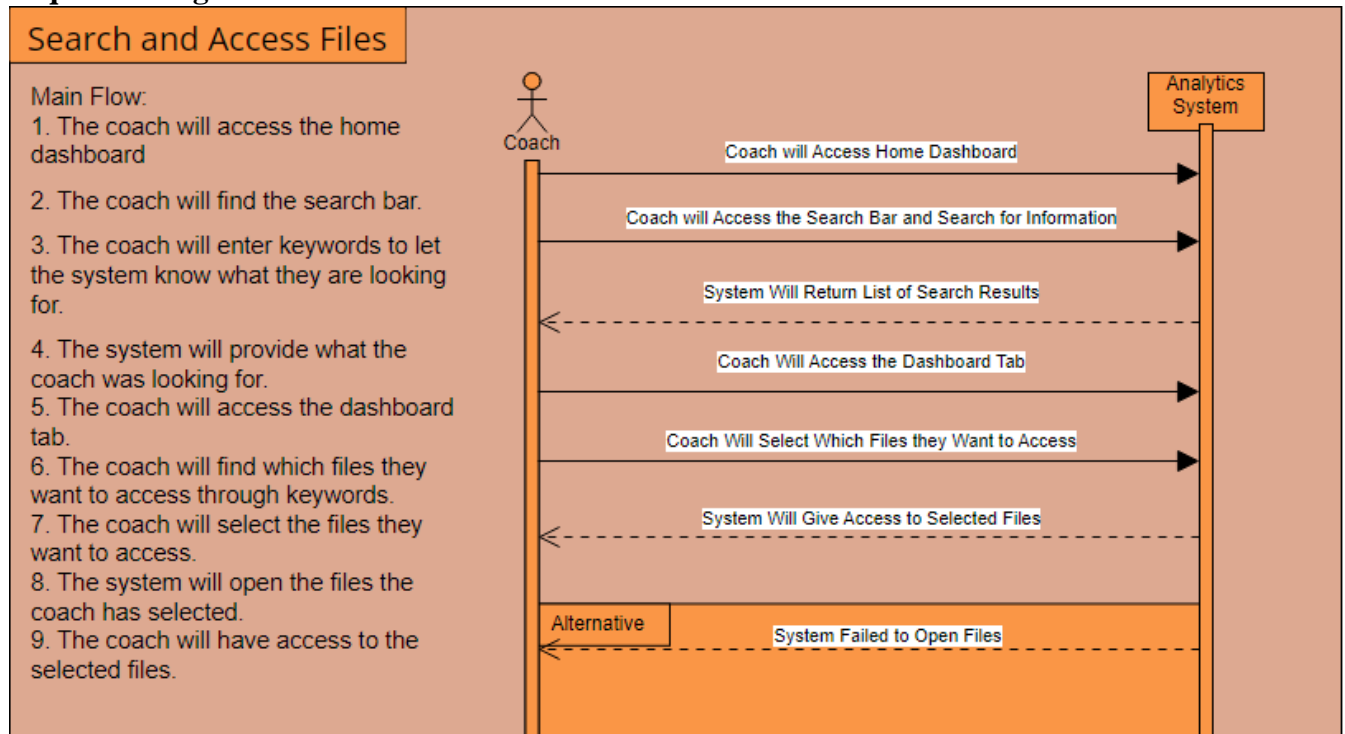 Search and Access Files
Main Flow:
1. The coach will access the home
dashboard
2. The coach will find the search bar.
3. The coach will enter keywords to let
the system know what they are looking
for.
4. The system will provide what the
coach was looking for.
5. The coach will access the dashboard
tab.
6. The coach will find which files they
want to access through keywords.
7. The coach will select the files they
want to access.
8. The system will open the files the
coach has selected.
9. The coach will have access to the
selected files.
Coach
Analytics
System
Coach will Access Home Dashboard
Coach will Access the Search Bar and Search for Information
System Will Return List of Search Results
Coach Will Access the Dashboard Tab
Coach Will Select Which Files they Want to Access
System Will Give Access to Selected Files
Alternative
System Failed to Open Files